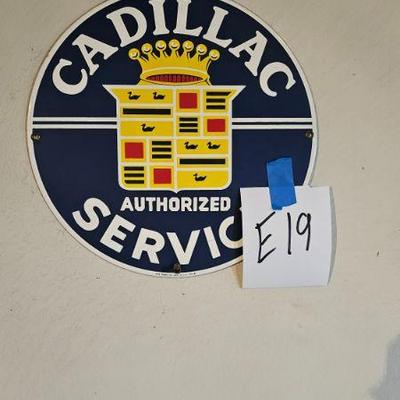 CADILLAC
AUTHORIZED
SERVIC
E19